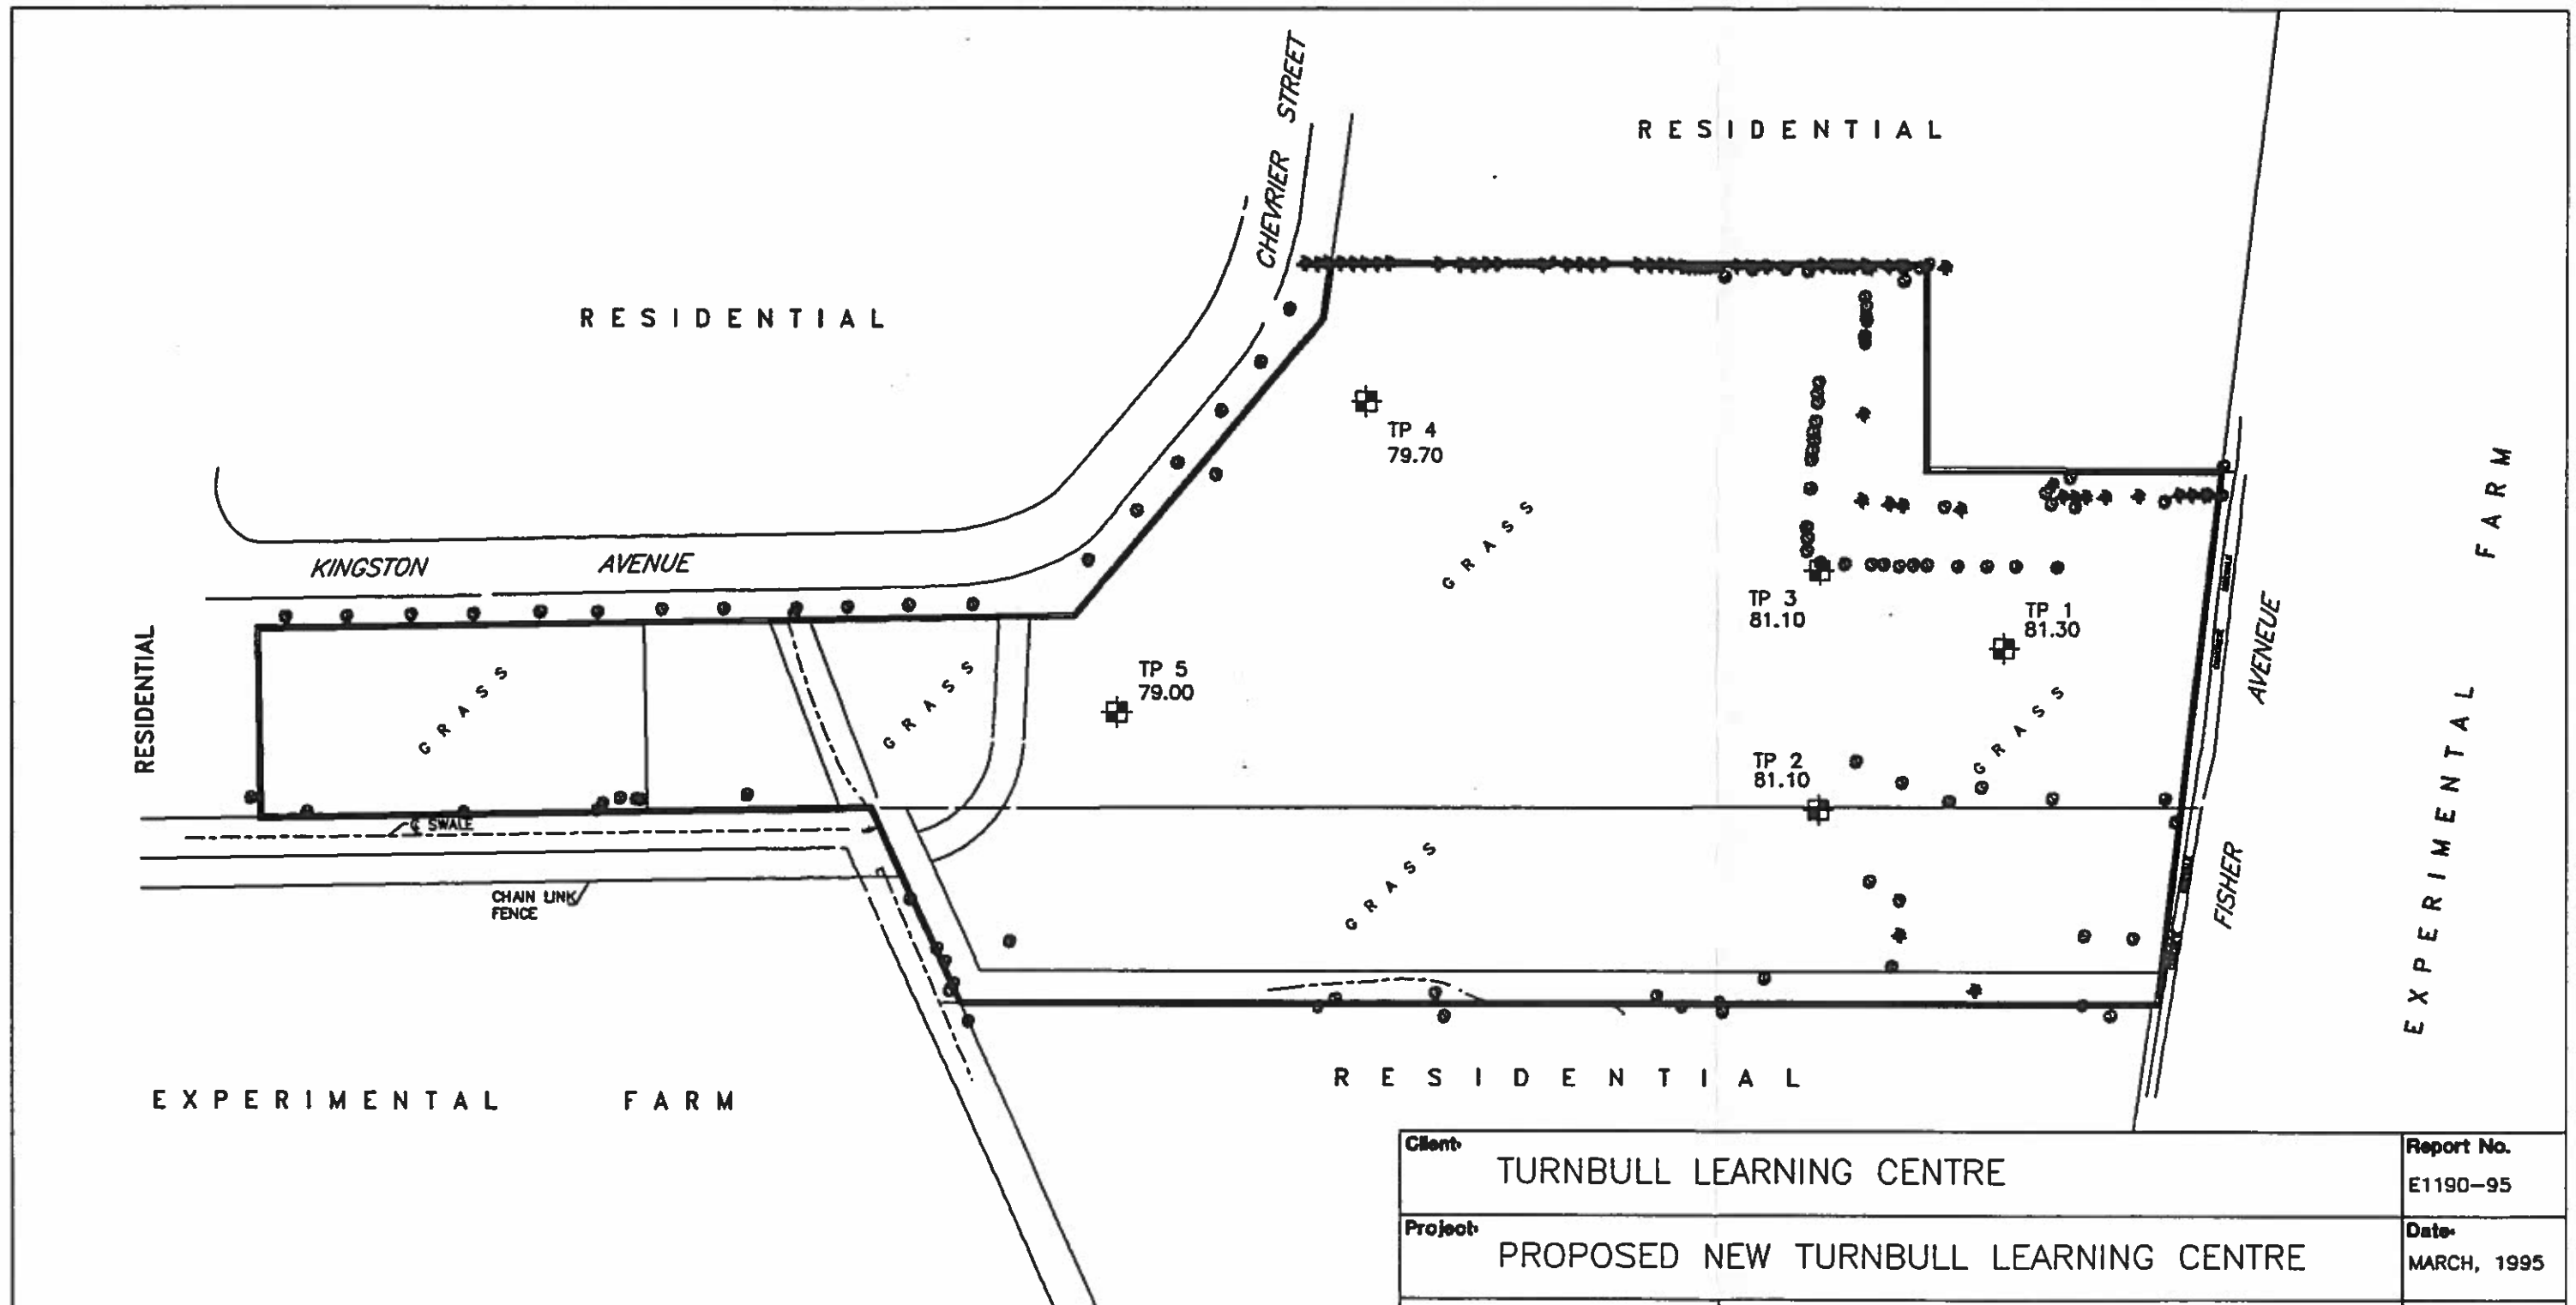 CHEVRIER STREET
RESIDENTIAL
RESIDENTIAL
TP 4
79.70
GRASS
FARM
KINGSTON AVENUE
TP 3
81.10
TP 1
81.30
AVENEUE
RESIDENTIAL
GRASS
GRASS
TP 5
79.00
GRASS
TP 2
81.10
EXPERIMENTAL
℄ SWALE
GRASS
FISHER
CHAIN LINK
FENCE
EXPERIMENTAL FARM
RESIDENTIAL
Client:
TURNBULL LEARNING CENTRE
Report No.
E1190-95
Project:
PROPOSED NEW TURNBULL LEARNING CENTRE
Date:
MARCH, 1995